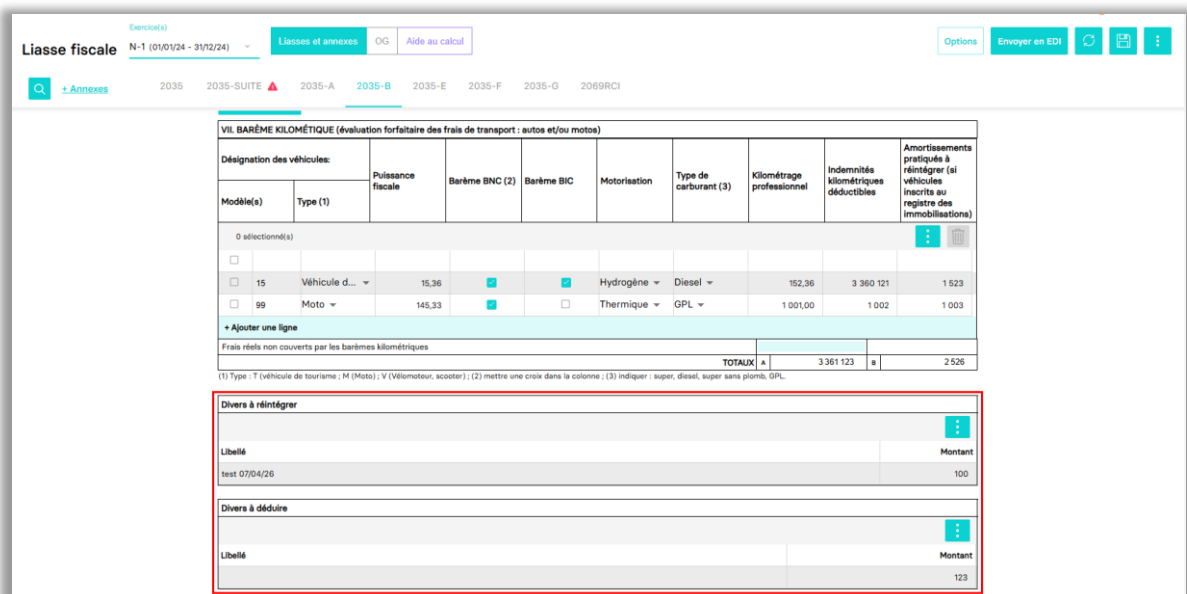 Exercice(s)
Liasse fiscale N-1 (01/01/24 - 31/12/24) Liasses et annexes OG Aide au calcul Options Envoyer en EDI
+ Annexes 2035 2035-SUITE 2035-A 2035-B 2035-E 2035-F 2035-G 2069RCI
VII. BARÈME KILOMÉTIQUE (évaluation forfaitaire des frais de transport : autos et/ou motos)
Désignation des véhicules:
Modèle(s)
Type (1)
Puissance
fiscale
Barème BNC (2)
Barème BIC
Motorisation
Type de
carburant (3)
Kilométrage
professionnel
Indemnités
kilométriques
déductibles
Amortissements
pratiqués à
réintégrer (si
véhicules
inscrits au
registre des
immobilisations)
0 sélectionné(s)
15 Véhicule d... 15,36 Hydrogène Diesel 152,36 3 360 121 1 523
99 Moto 145,33 Thermique GPL 1 001,00 1 002 1 003
+ Ajouter une ligne
Frais réels non couverts par les barèmes kilométriques
TOTAUX A 3 361 123 B 2 526
(1) Type : T (véhicule de tourisme ; M (Moto) ; V (Vélomoteur, scooter) ; (2) mettre une croix dans la colonne ; (3) indiquer : super, diesel, super sans plomb, GPL.
Divers à réintégrer
Libellé Montant
test 07/04/26 100
Divers à déduire
Libellé Montant
123